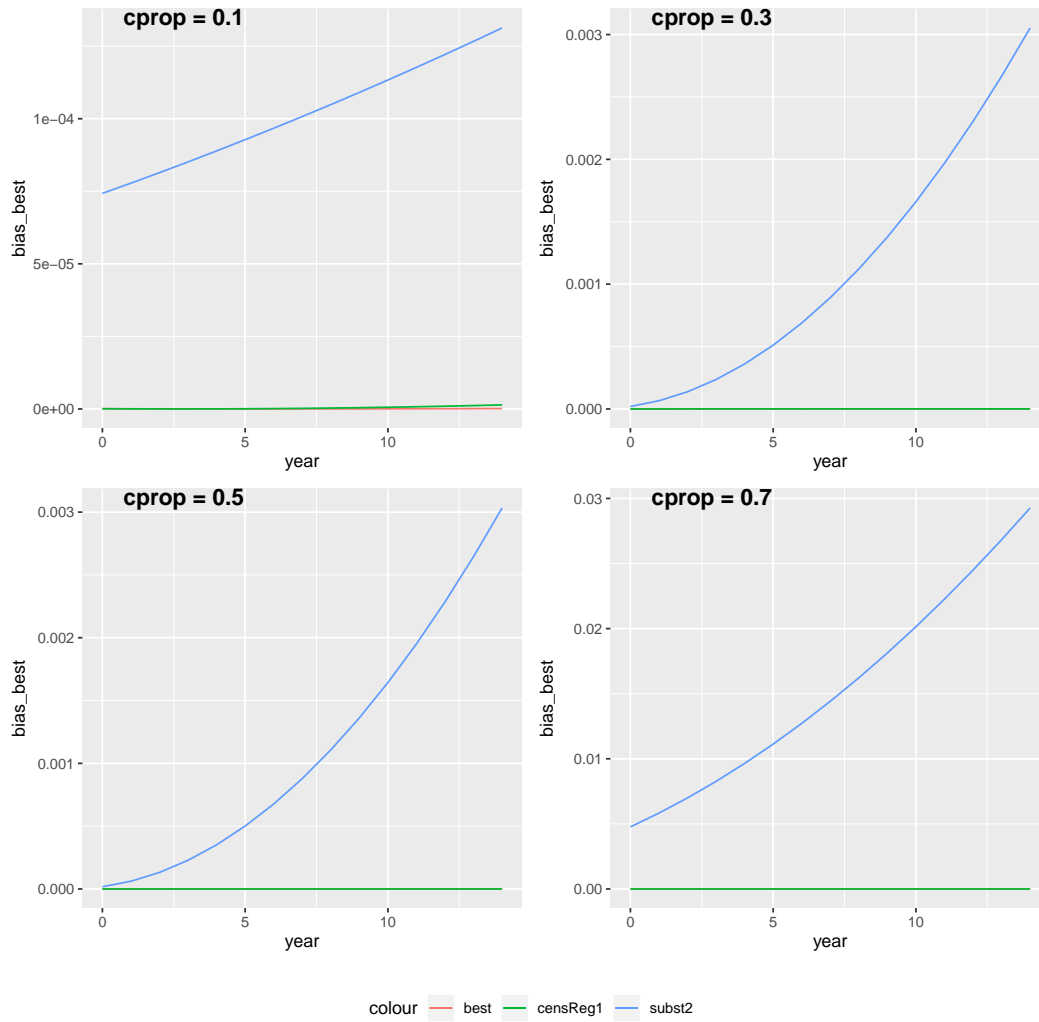 cprop = 0.1
1e−04
5e−05
0e+00
0
5
10
year
bias_best
cprop = 0.3
0.003
0.002
0.001
0.000
0
5
10
year
bias_best
cprop = 0.5
0.003
0.002
0.001
0.000
0
5
10
year
bias_best
cprop = 0.7
0.03
0.02
0.01
0.00
0
5
10
year
bias_best
colour best censReg1 subst2